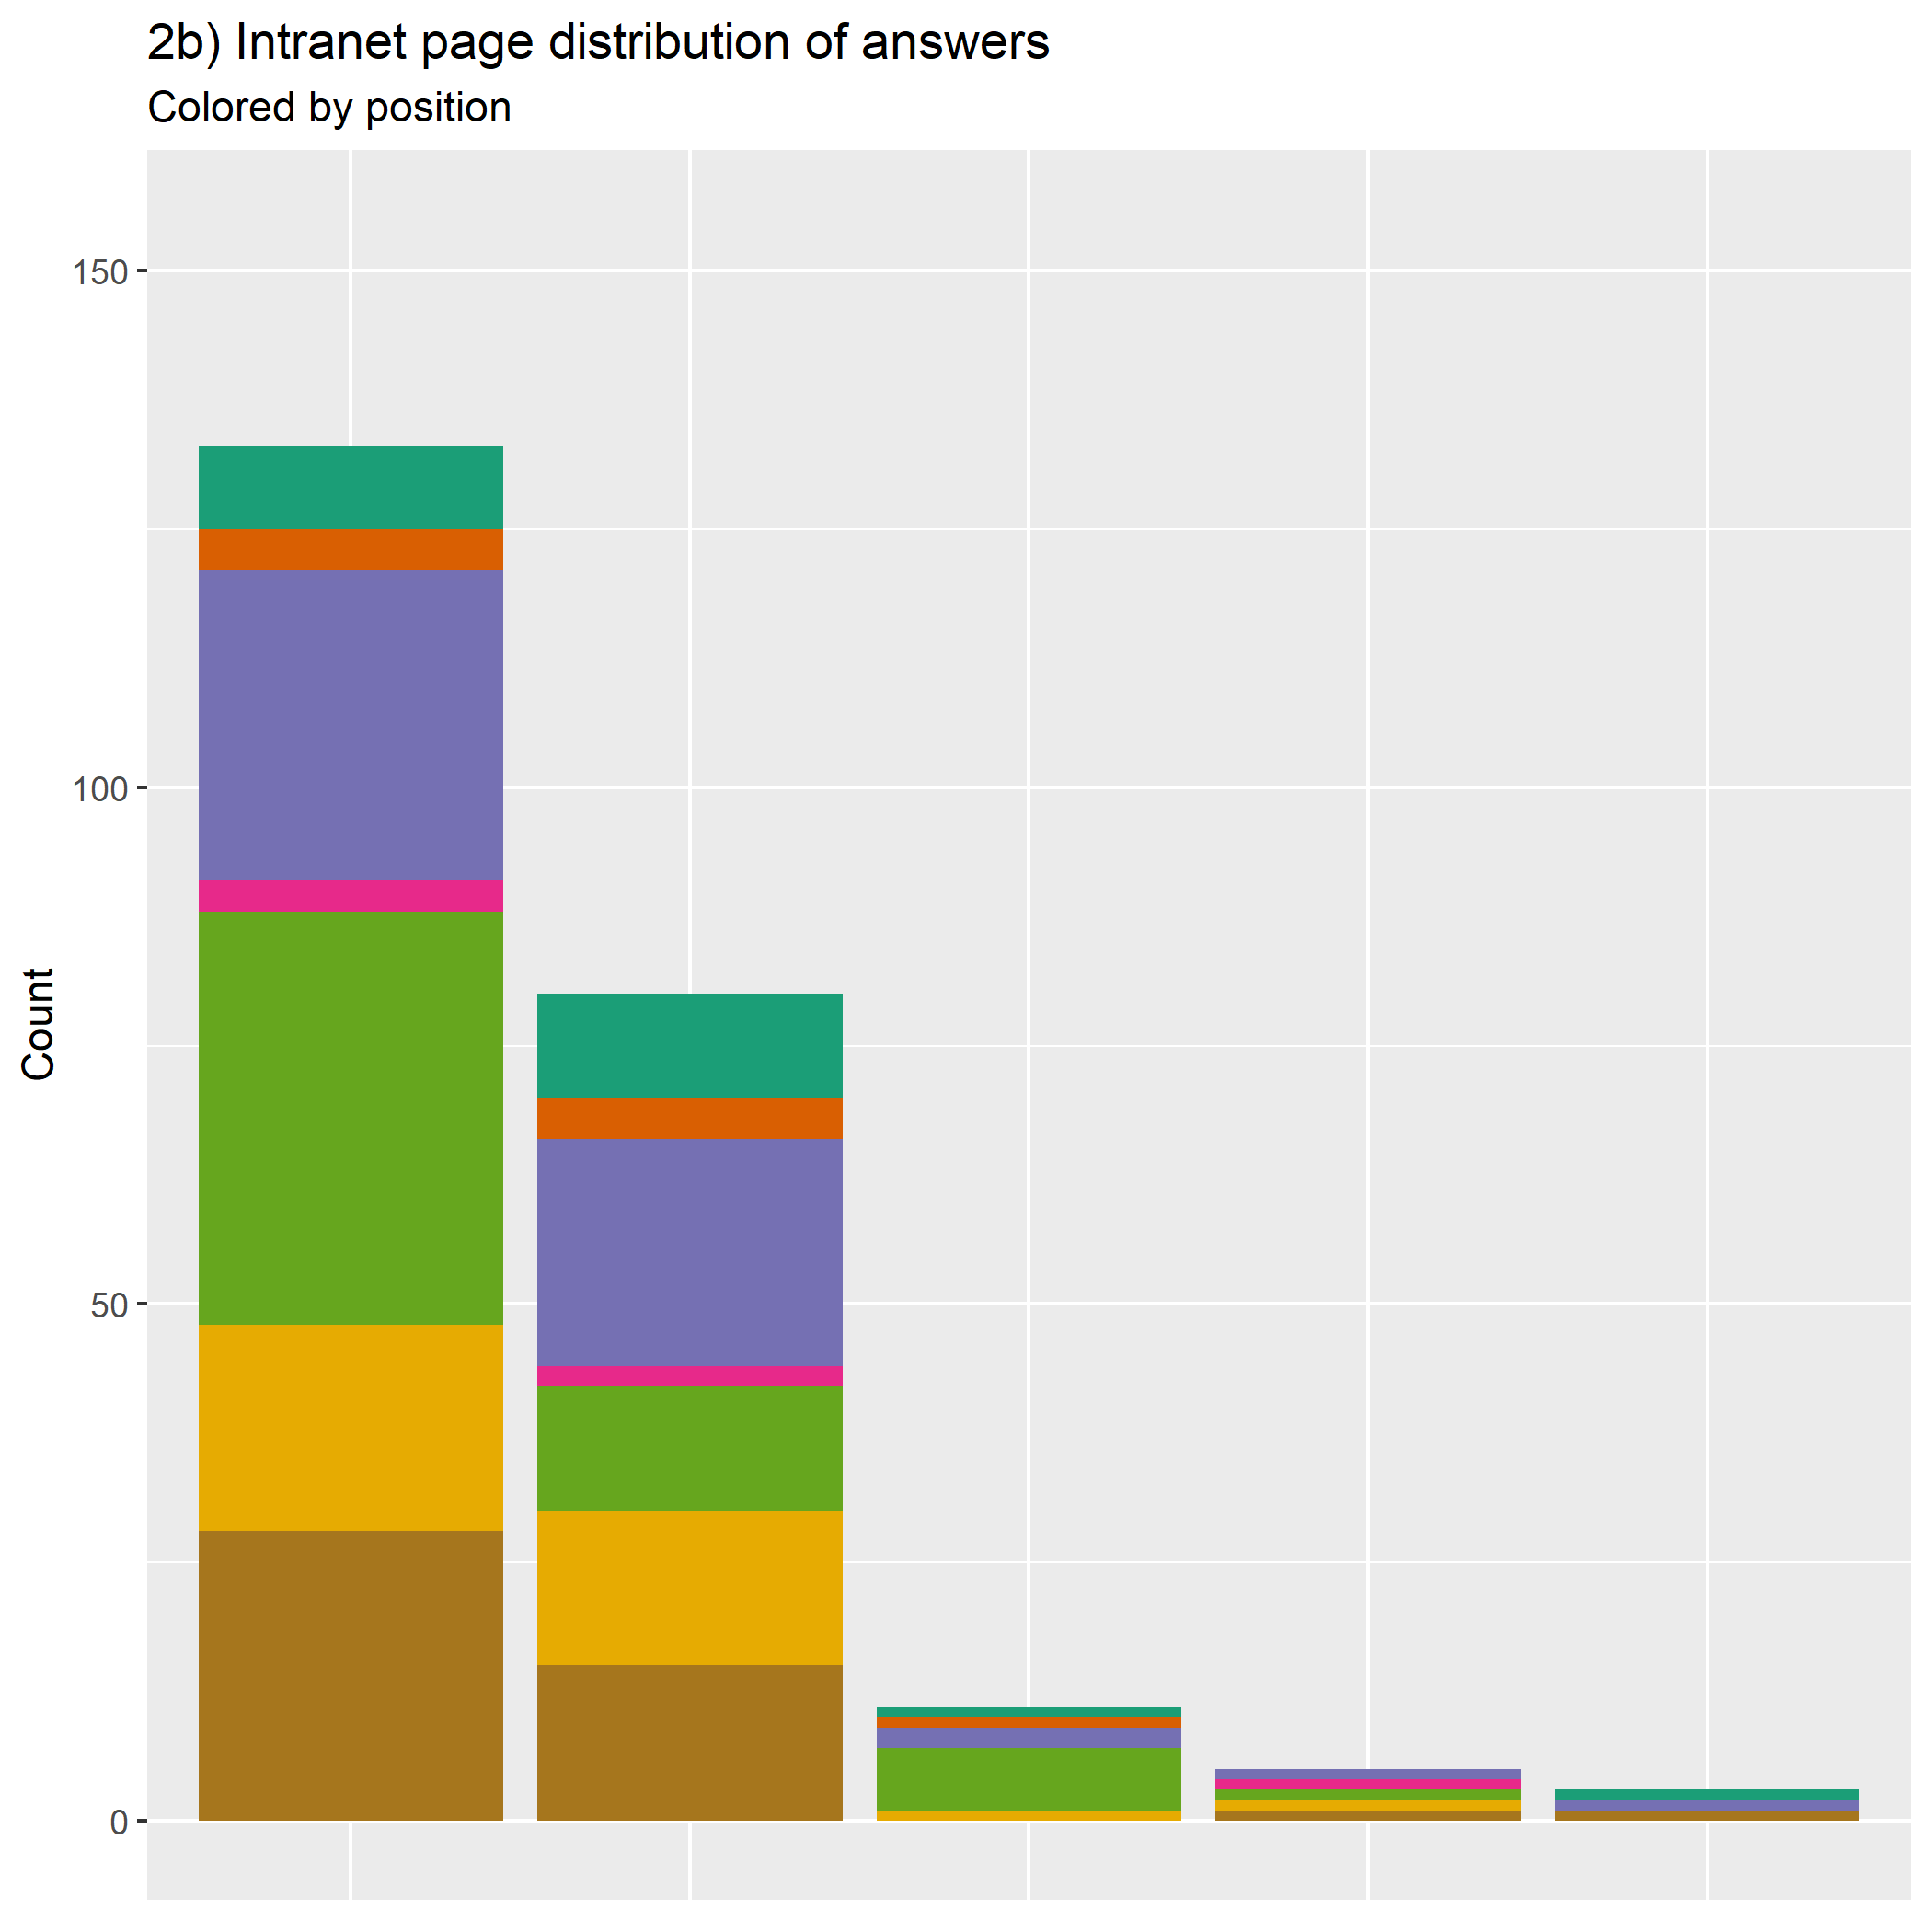 2b) Intranet page distribution of answers
Colored by position
150
100
50
0
Count